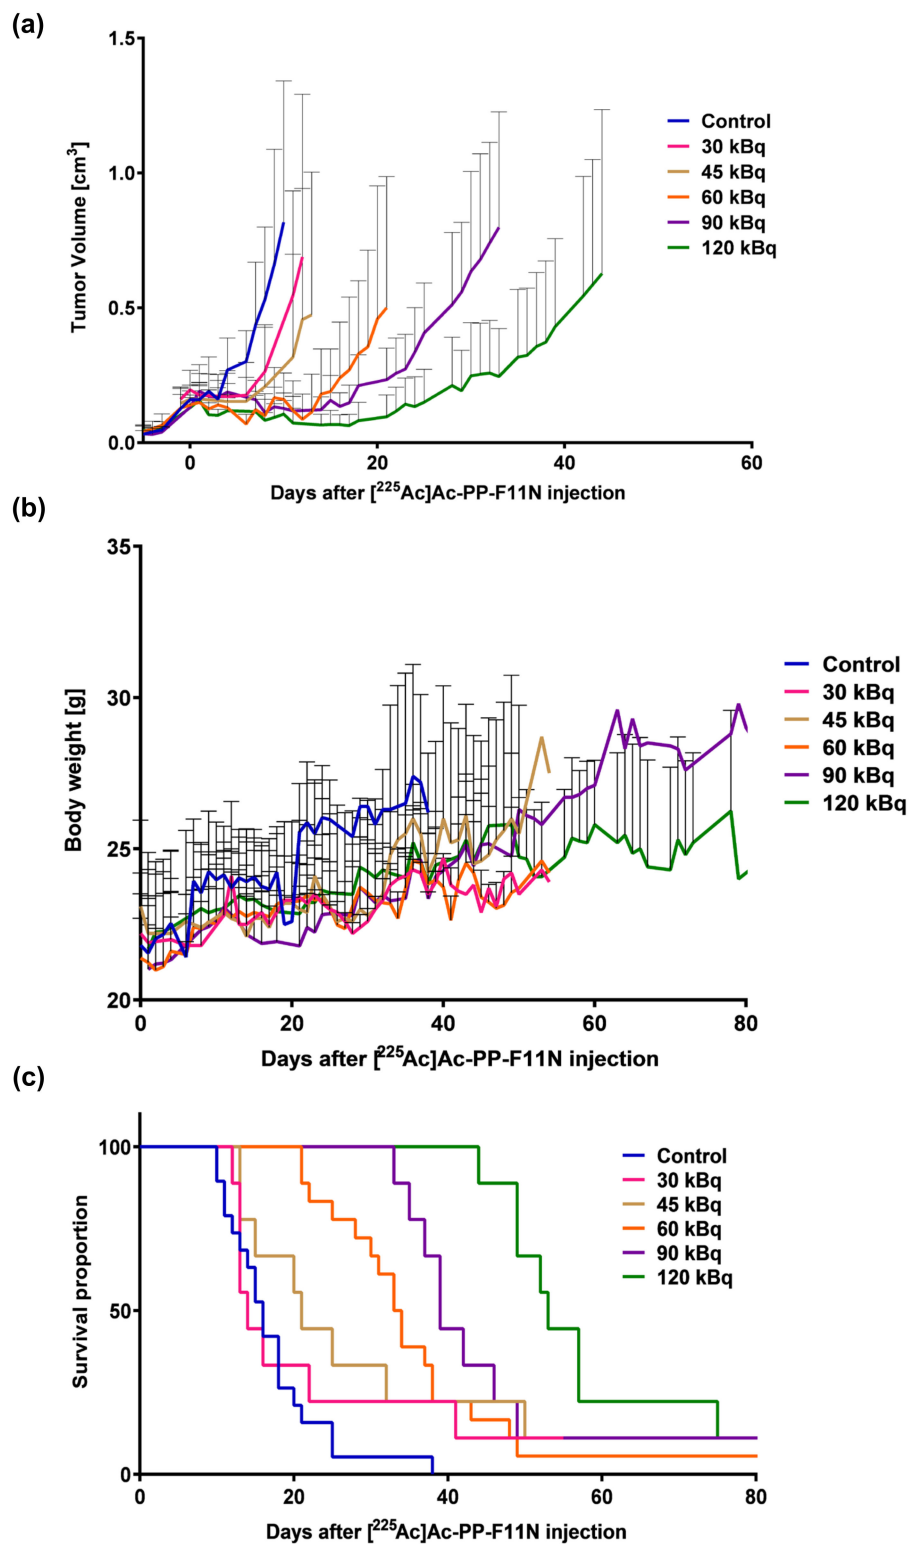 (a)
1.5
1.0
0.5
0.0
Tumor Volume [cm³]
0 20 40 60
Days after [²²⁵Ac]Ac-PP-F11N injection
Control
30 kBq
45 kBq
60 kBq
90 kBq
120 kBq
(b)
35
30
25
20
Body weight [g]
0 20 40 60 80
Days after [²²⁵Ac]Ac-PP-F11N injection
Control
30 kBq
45 kBq
60 kBq
90 kBq
120 kBq
(c)
100
50
0
Survival proportion
0 20 40 60 80
Days after [²²⁵Ac]Ac-PP-F11N injection
Control
30 kBq
45 kBq
60 kBq
90 kBq
120 kBq